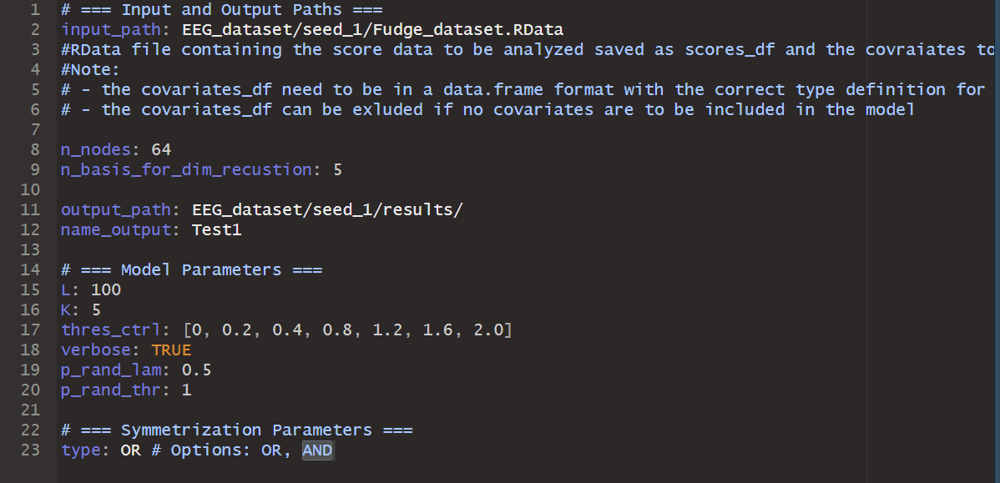 1 # === Input and Output Paths ===
2 input_path: EEG_dataset/seed_1/Fudge_dataset.RData
3 #RData file containing the score data to be analyzed saved as scores_df and the covraiates to
4 #Note:
5 # - the covariates_df need to be in a data.frame format with the correct type definition for
6 # - the covariates_df can be exluded if no covariates are to be included in the model
7
8 n_nodes: 64
9 n_basis_for_dim_recustion: 5
10
11 output_path: EEG_dataset/seed_1/results/
12 name_output: Test1
13
14 # === Model Parameters ===
15 L: 100
16 K: 5
17 thres_ctrl: [0, 0.2, 0.4, 0.8, 1.2, 1.6, 2.0]
18 verbose: TRUE
19 p_rand_lam: 0.5
20 p_rand_thr: 1
21
22 # === Symmetrization Parameters ===
23 type: OR # Options: OR, AND